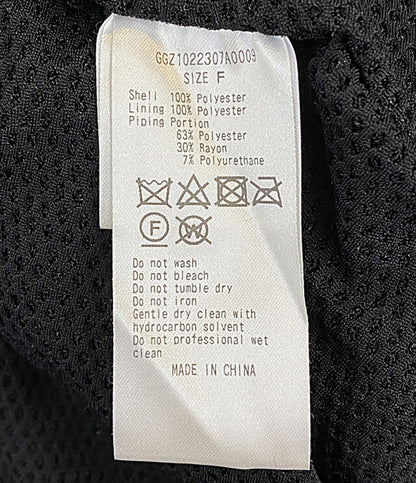 GGZ1022307A0009
SIZE F
Shell 100% Polyester
Lining 100% Polyester
Piping Portion
63% Polyester
30% Rayon
7% Polyurethane
F
W
Do not wash
Do not bleach
Do not tumble dry
Do not iron
Gentle dry clean with
hydrocarbon solvent
Do not professional wet
clean
MADE IN CHINA